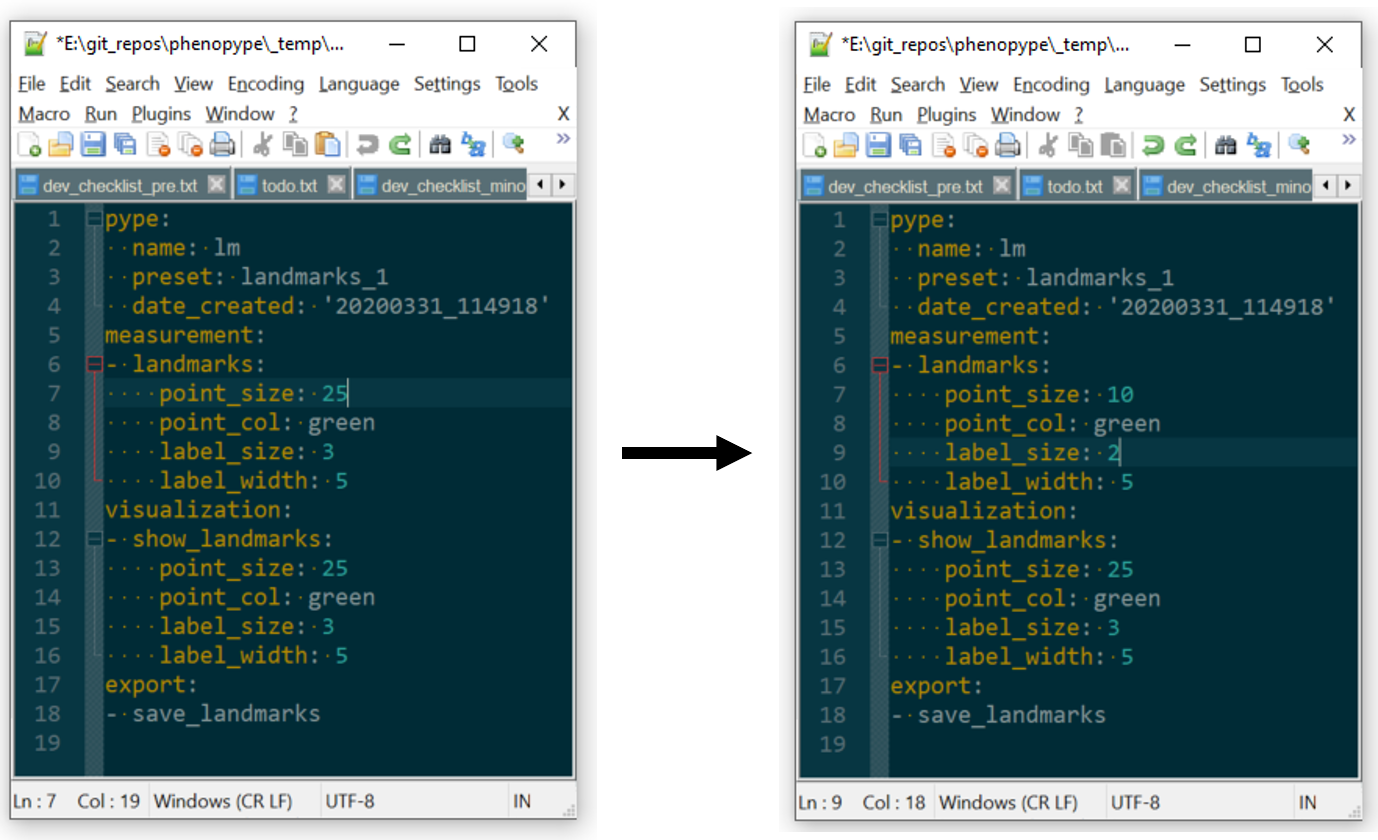 *E:\git_repos\phenopype\_temp\...
File Edit Search View Encoding Language Settings Tools
Macro Run Plugins Window ? X
dev_checklist_pre.txt todo.txt dev_checklist_mino
1 pype:
2 name: lm
3 preset: landmarks_1
4 date_created: '20200331_114918'
5 measurement:
6 - landmarks:
7 point_size: 25
8 point_col: green
9 label_size: 3
10 label_width: 5
11 visualization:
12 - show_landmarks:
13 point_size: 25
14 point_col: green
15 label_size: 3
16 label_width: 5
17 export:
18 - save_landmarks
19
Ln : 7 Col : 19 Windows (CR LF) UTF-8 IN
*E:\git_repos\phenopype\_temp\...
File Edit Search View Encoding Language Settings Tools
Macro Run Plugins Window ? X
dev_checklist_pre.txt todo.txt dev_checklist_mino
1 pype:
2 name: lm
3 preset: landmarks_1
4 date_created: '20200331_114918'
5 measurement:
6 - landmarks:
7 point_size: 10
8 point_col: green
9 label_size: 2
10 label_width: 5
11 visualization:
12 - show_landmarks:
13 point_size: 25
14 point_col: green
15 label_size: 3
16 label_width: 5
17 export:
18 - save_landmarks
19
Ln : 9 Col : 18 Windows (CR LF) UTF-8 IN